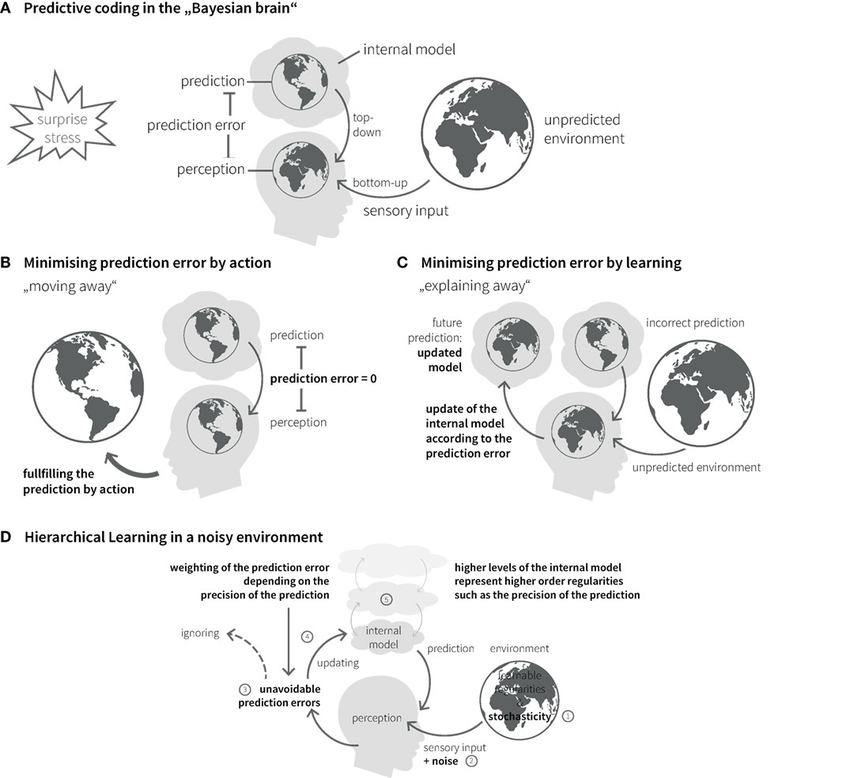 A Predictive coding in the „Bayesian brain“
internal model
prediction
surprise
stress
prediction error
top-
down
unpredicted
environment
perception
bottom-up
sensory input
B Minimising prediction error by action
„moving away“
prediction
prediction error = 0
perception
fullfilling the
prediction by action
C Minimising prediction error by learning
„explaining away“
future
prediction:
updated
model
incorrect prediction
update of the
internal model
according to the
prediction error
unpredicted environment
D Hierarchical Learning in a noisy environment
weighting of the prediction error
depending on the
precision of the prediction
higher levels of the internal model
represent higher order regularities
such as the precision of the prediction
5
ignoring
4
internal
model
updating
prediction
environment
learnable
regularities
3 unavoidable
prediction errors
perception
stochasticity 1
sensory input
+ noise 2